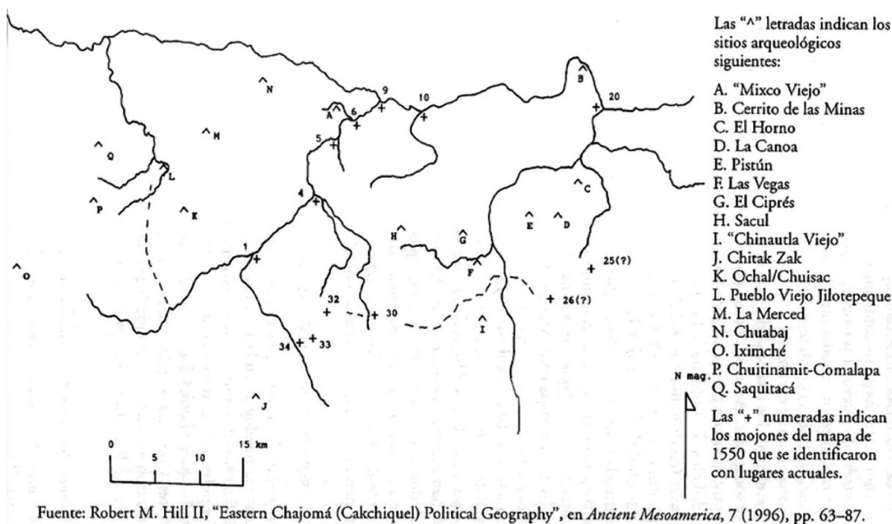 Las “^” letradas indican los
sitios arqueológicos
siguientes:
A. “Mixco Viejo”
B. Cerrito de las Minas
C. El Horno
D. La Canoa
E. Pistún
F. Las Vegas
G. El Ciprés
H. Sacul
I. “Chinautla Viejo”
J. Chitak Zak
K. Ochal/Chuisac
L. Pueblo Viejo Jilotepeque
M. La Merced
N. Chuabaj
O. Iximché
P. Chuitinamit-Comalapa
Q. Saquitacá
Las “+” numeradas indican
los mojones del mapa de
1550 que se identificaron
con lugares actuales.
N mag.
B
N
9
10
20
A
6
5
M
Q
L
4
C
P
K
H
G
E
D
1
F
25(?)
O
32
30
26(?)
I
34
33
J
0 5 10 15 km
Fuente: Robert M. Hill II, “Eastern Chajomá (Cakchiquel) Political Geography”, en Ancient Mesoamerica, 7 (1996), pp. 63–87.